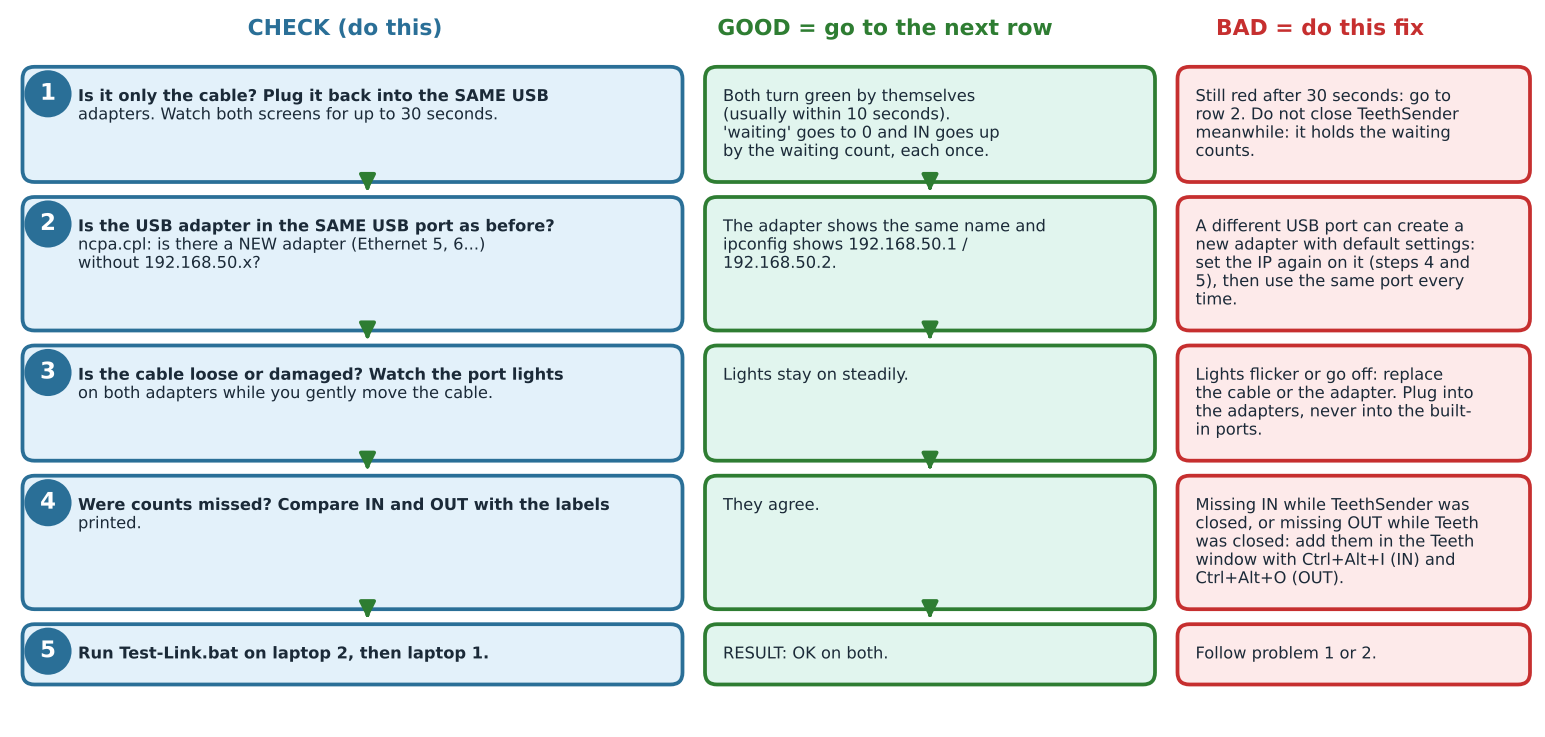 CHECK (do this)
GOOD = go to the next row
BAD = do this fix
1
Is it only the cable? Plug it back into the SAME USB
adapters. Watch both screens for up to 30 seconds.
Both turn green by themselves
(usually within 10 seconds).
'waiting' goes to 0 and IN goes up
by the waiting count, each once.
Still red after 30 seconds: go to
row 2. Do not close TeethSender
meanwhile: it holds the waiting
counts.
2
Is the USB adapter in the SAME USB port as before?
ncpa.cpl: is there a NEW adapter (Ethernet 5, 6...)
without 192.168.50.x?
The adapter shows the same name and
ipconfig shows 192.168.50.1 /
192.168.50.2.
A different USB port can create a
new adapter with default settings:
set the IP again on it (steps 4 and
5), then use the same port every
time.
3
Is the cable loose or damaged? Watch the port lights
on both adapters while you gently move the cable.
Lights stay on steadily.
Lights flicker or go off: replace
the cable or the adapter. Plug into
the adapters, never into the built-
in ports.
4
Were counts missed? Compare IN and OUT with the labels
printed.
They agree.
Missing IN while TeethSender was
closed, or missing OUT while Teeth
was closed: add them in the Teeth
window with Ctrl+Alt+I (IN) and
Ctrl+Alt+O (OUT).
5
Run Test-Link.bat on laptop 2, then laptop 1.
RESULT: OK on both.
Follow problem 1 or 2.